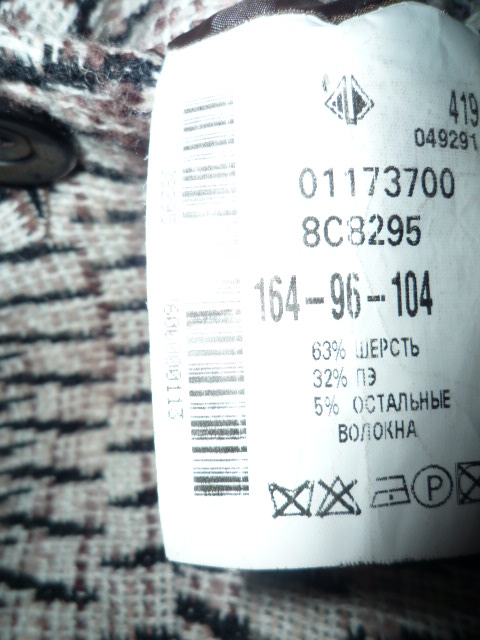 419
049291
01173700
8C8295
164-96-104
63% ШЕРСТЬ
32% ПЭ
5% ОСТАЛЬНЫЕ
ВОЛОКНА
P